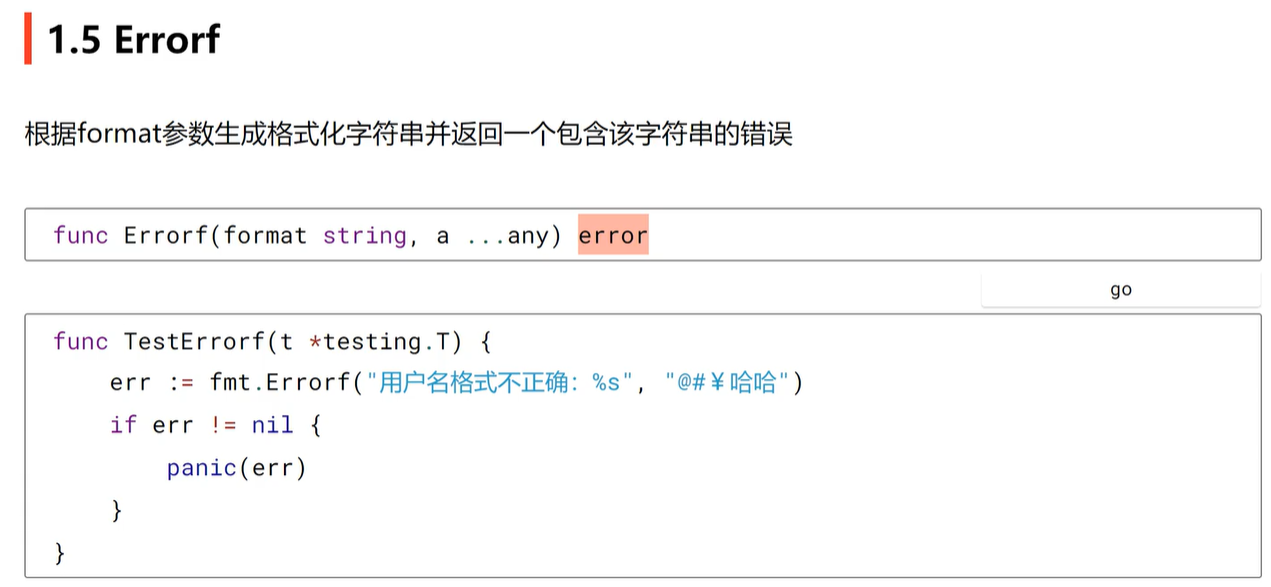 1.5 Errorf
根据format参数生成格式化字符串并返回一个包含该字符串的错误
func Errorf(format string, a ...any) error
go
func TestErrorf(t *testing.T) {
    err := fmt.Errorf("用户名格式不正确：%s", "@#￥哈哈")
    if err != nil {
        panic(err)
    }
}